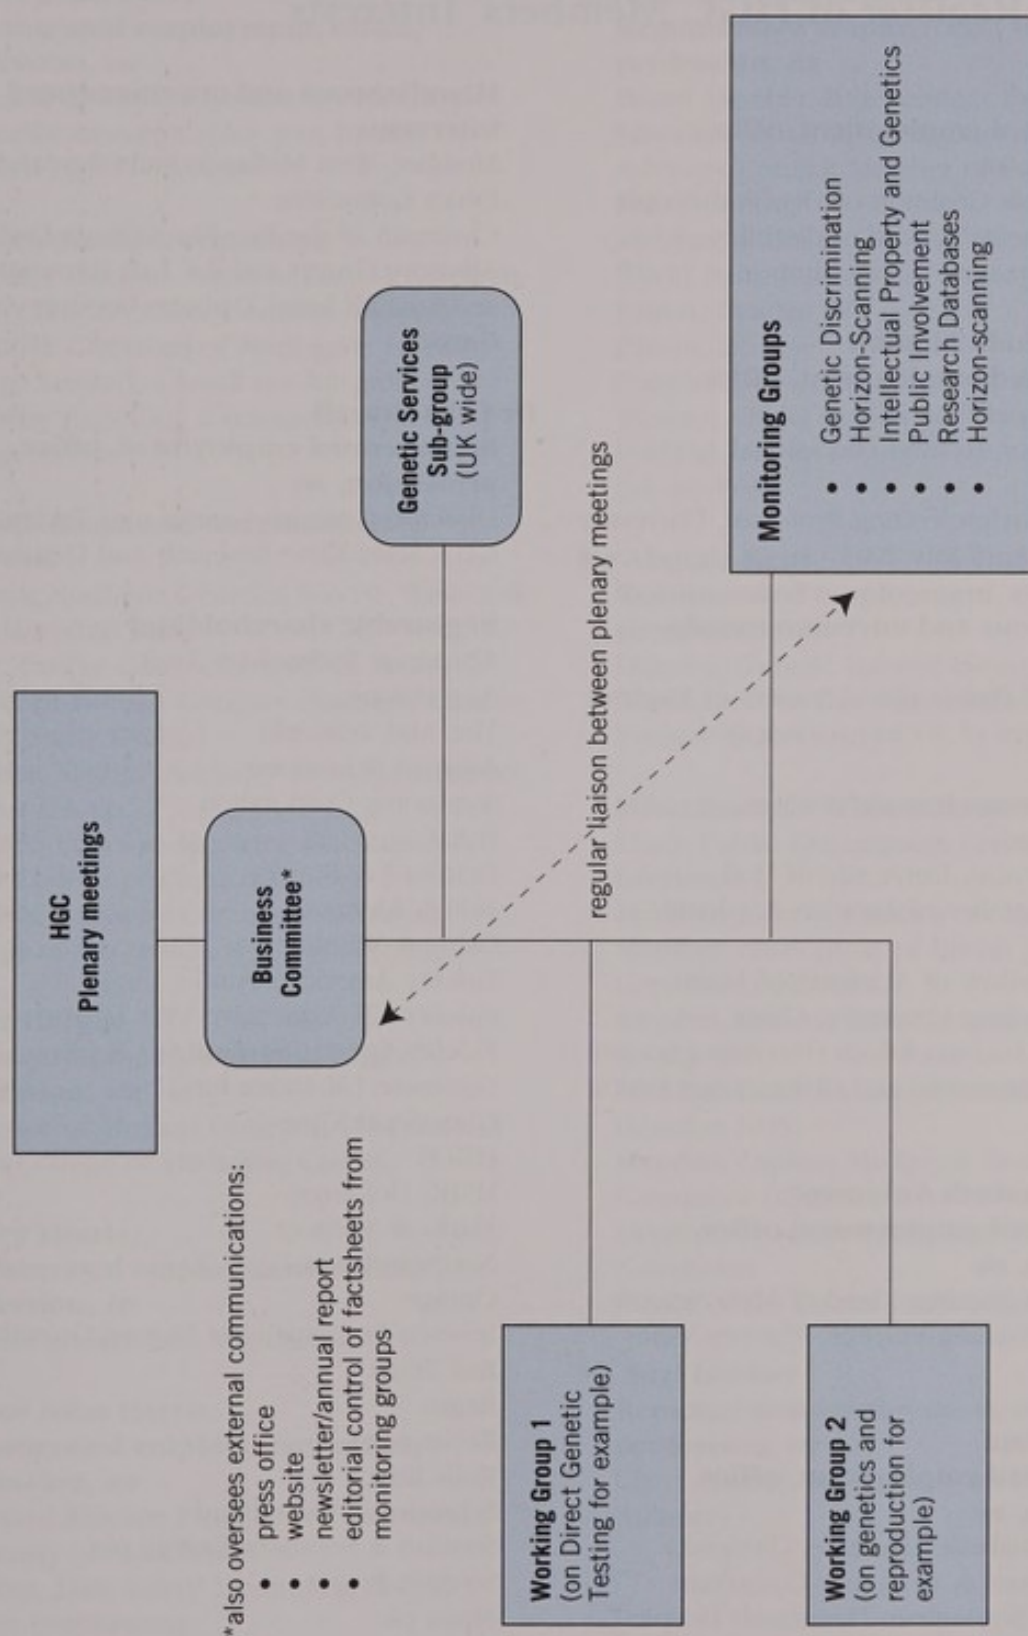 HGC
Plenary meetings
Business
Committee*
Genetic Services
Sub-group
(UK wide)
*also oversees external communications:
• press office
• website
• newsletter/annual report
• editorial control of factsheets from
monitoring groups
regular liaison between plenary meetings
Working Group 1
(on Direct Genetic
Testing for example)
Working Group 2
(on genetics and
reproduction for
example)
Monitoring Groups
• Genetic Discrimination
• Horizon-Scanning
• Intellectual Property and Genetics
• Public Involvement
• Research Databases
• Horizon-scanning